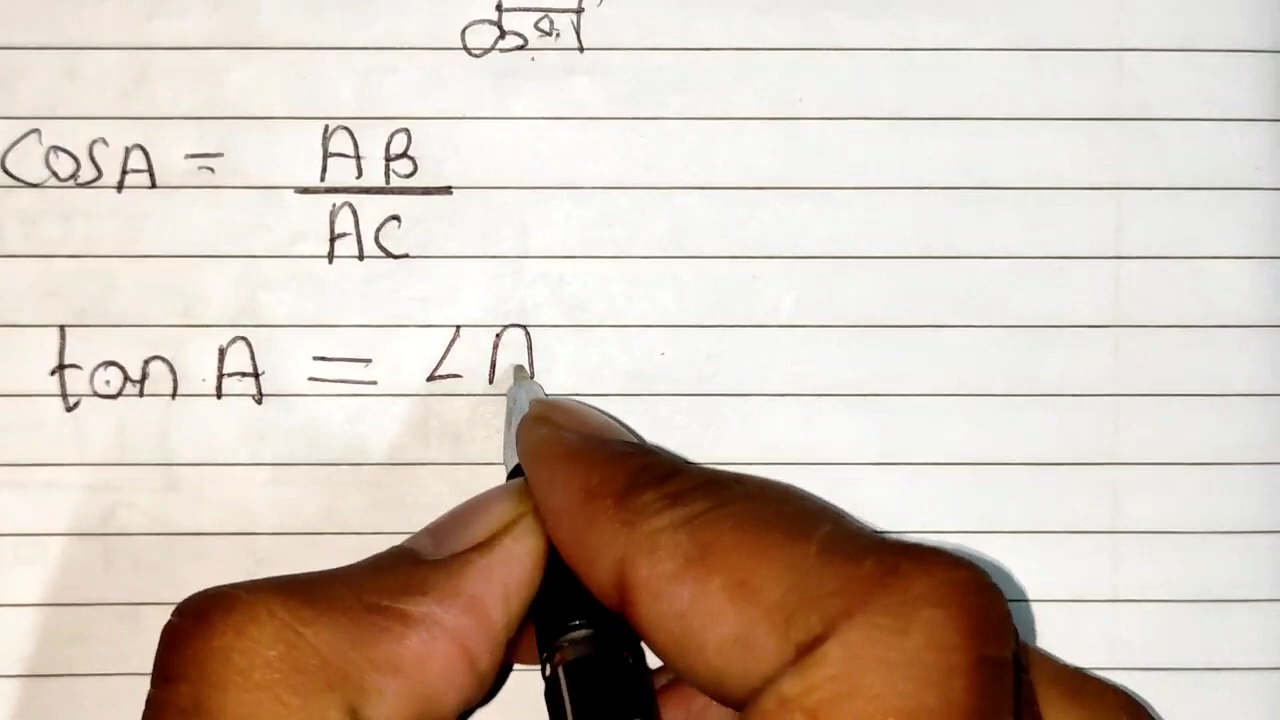 CosA = AB
AC
tan A = ∠A